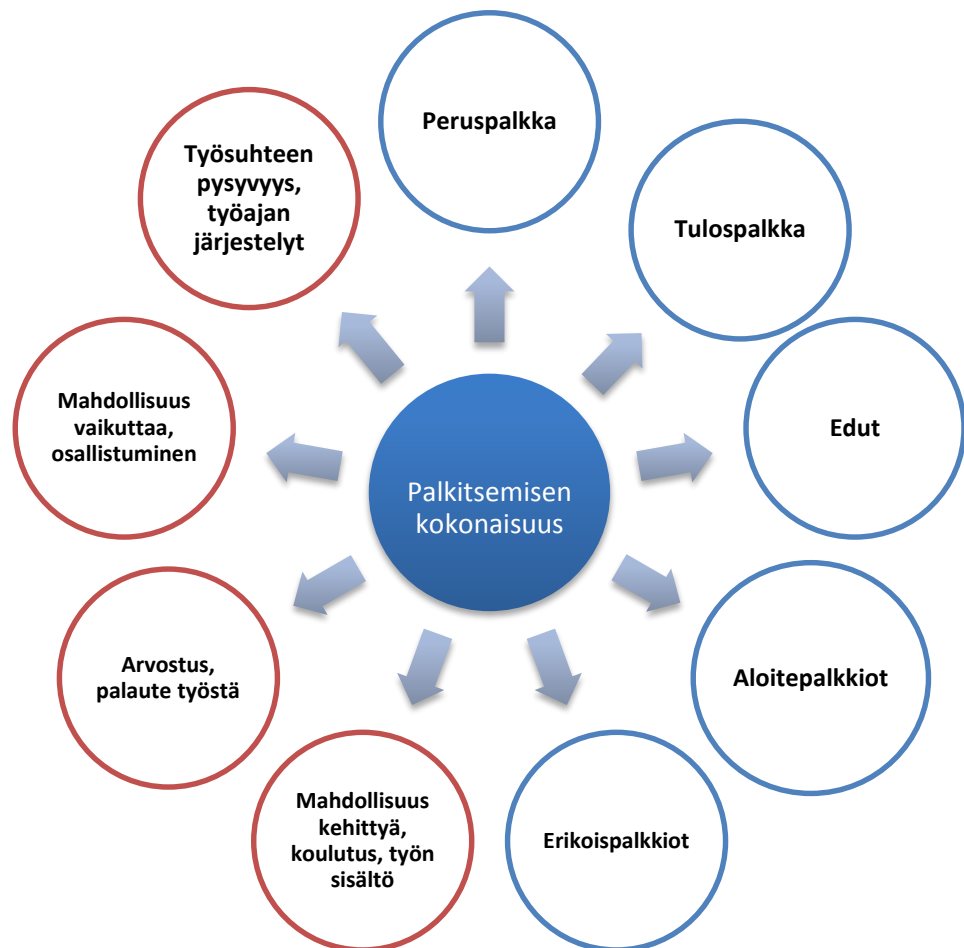 Peruspalkka
Tulospalkka
Edut
Aloitepalkkiot
Erikoispalkkiot
Mahdollisuus
kehittyä,
koulutus, työn
sisältö
Arvostus,
palaute työstä
Mahdollisuus
vaikuttaa,
osallistuminen
Työsuhteen
pysyvyys,
työajan
järjestelyt
Palkitsemisen
kokonaisuus